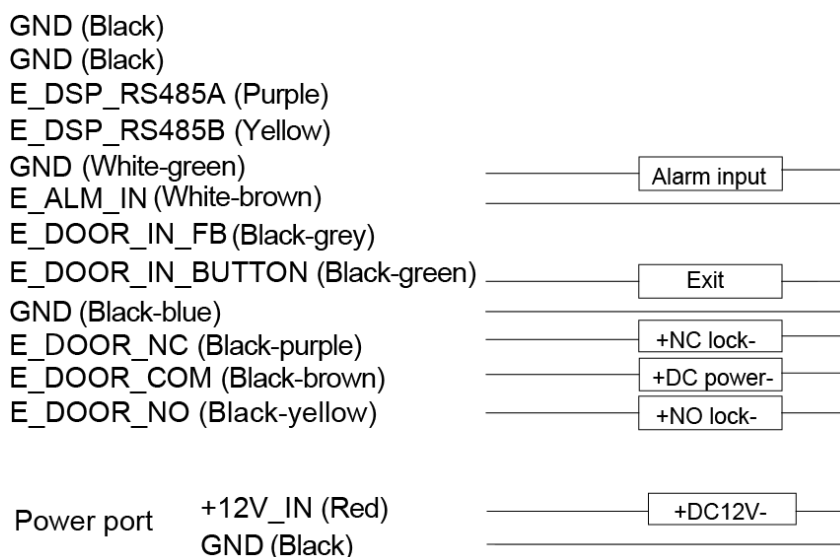 GND (Black)
GND (Black)
E_DSP_RS485A (Purple)
E_DSP_RS485B (Yellow)
GND (White-green)
Alarm input
E_ALM_IN (White-brown)
E_DOOR_IN_FB (Black-grey)
E_DOOR_IN_BUTTON (Black-green)
Exit
GND (Black-blue)
E_DOOR_NC (Black-purple)
+NC lock-
E_DOOR_COM (Black-brown)
+DC power-
E_DOOR_NO (Black-yellow)
+NO lock-
Power port
+12V_IN (Red)
+DC12V-
GND (Black)